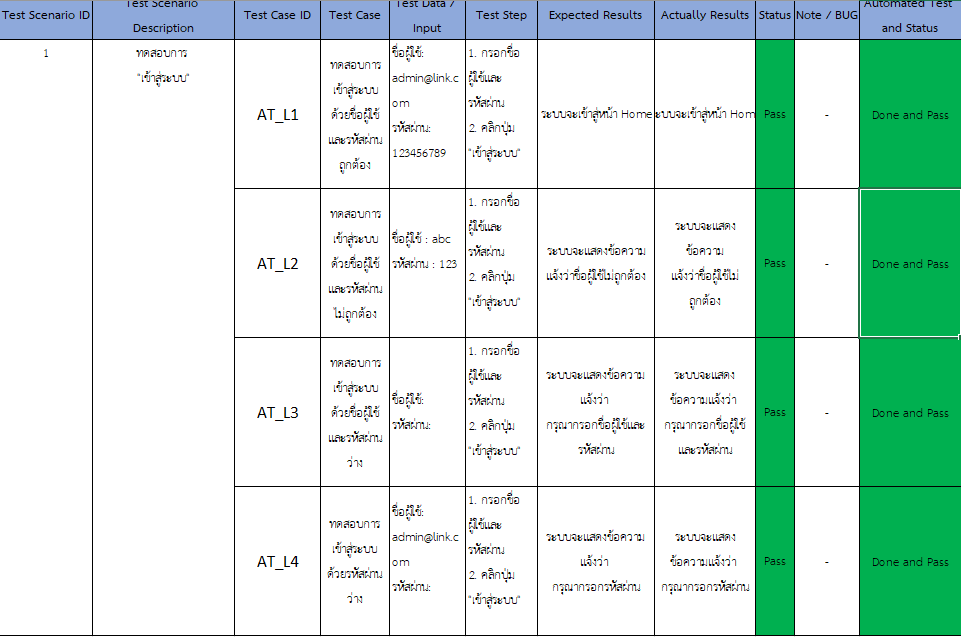 Test Scenario ID
Test Scenario
Description
Test Case ID
Test Case
Test Data /
Input
Test Step
Expected Results
Actually Results
Status
Note / BUG
Automated Test
and Status
1
ทดสอบการ
"เข้าสู่ระบบ"
AT_L1
ทดสอบการ
เข้าสู่ระบบ
ด้วยชื่อผู้ใช้
และรหัสผ่าน
ถูกต้อง
ชื่อผู้ใช้:
admin@link.c
om
รหัสผ่าน:
123456789
1. กรอกชื่อ
ผู้ใช้และ
รหัสผ่าน
2. คลิกปุ่ม
"เข้าสู่ระบบ"
ระบบจะเข้าสู่หน้า Home
ะบบจะเข้าสู่หน้า Hom
Pass
-
Done and Pass
AT_L2
ทดสอบการ
เข้าสู่ระบบ
ด้วยชื่อผู้ใช้
และรหัสผ่าน
ไม่ถูกต้อง
ชื่อผู้ใช้ : abc
รหัสผ่าน : 123
1. กรอกชื่อ
ผู้ใช้และ
รหัสผ่าน
2. คลิกปุ่ม
"เข้าสู่ระบบ"
ระบบจะแสดงข้อความ
แจ้งว่าชื่อผู้ใช้ไม่ถูกต้อง
ระบบจะแสดง
ข้อความ
แจ้งว่าชื่อผู้ใช้ไม่
ถูกต้อง
Pass
-
Done and Pass
AT_L3
ทดสอบการ
เข้าสู่ระบบ
ด้วยชื่อผู้ใช้
และรหัสผ่าน
ว่าง
ชื่อผู้ใช้:
รหัสผ่าน:
1. กรอกชื่อ
ผู้ใช้และ
รหัสผ่าน
2. คลิกปุ่ม
"เข้าสู่ระบบ"
ระบบจะแสดงข้อความ
แจ้งว่า
กรุณากรอกชื่อผู้ใช้และ
รหัสผ่าน
ระบบจะแสดง
ข้อความแจ้งว่า
กรุณากรอกชื่อผู้ใช้
และรหัสผ่าน
Pass
-
Done and Pass
AT_L4
ทดสอบการ
เข้าสู่ระบบ
ด้วยรหัสผ่าน
ว่าง
ชื่อผู้ใช้:
admin@link.c
om
รหัสผ่าน:
1. กรอกชื่อ
ผู้ใช้และ
รหัสผ่าน
2. คลิกปุ่ม
"เข้าสู่ระบบ"
ระบบจะแสดงข้อความ
แจ้งว่า
กรุณากรอกรหัสผ่าน
ระบบจะแสดง
ข้อความแจ้งว่า
กรุณากรอกรหัสผ่าน
Pass
-
Done and Pass